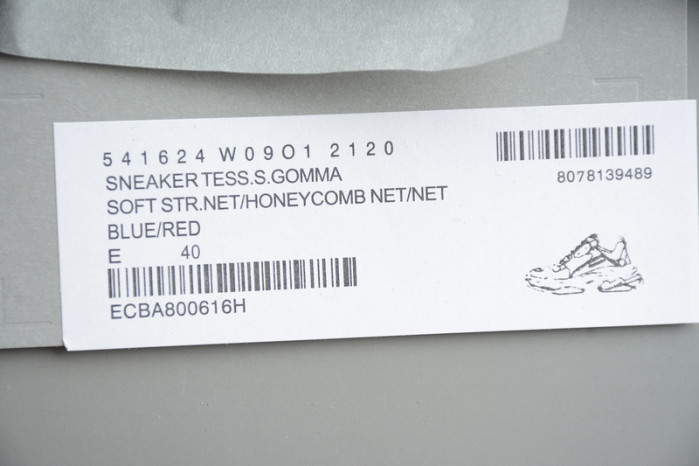 541624 W09O1 2120
SNEAKER TESS.S.GOMMA
SOFT STR.NET/HONEYCOMB NET/NET
BLUE/RED
E 40
ECBA800616H
8078139489